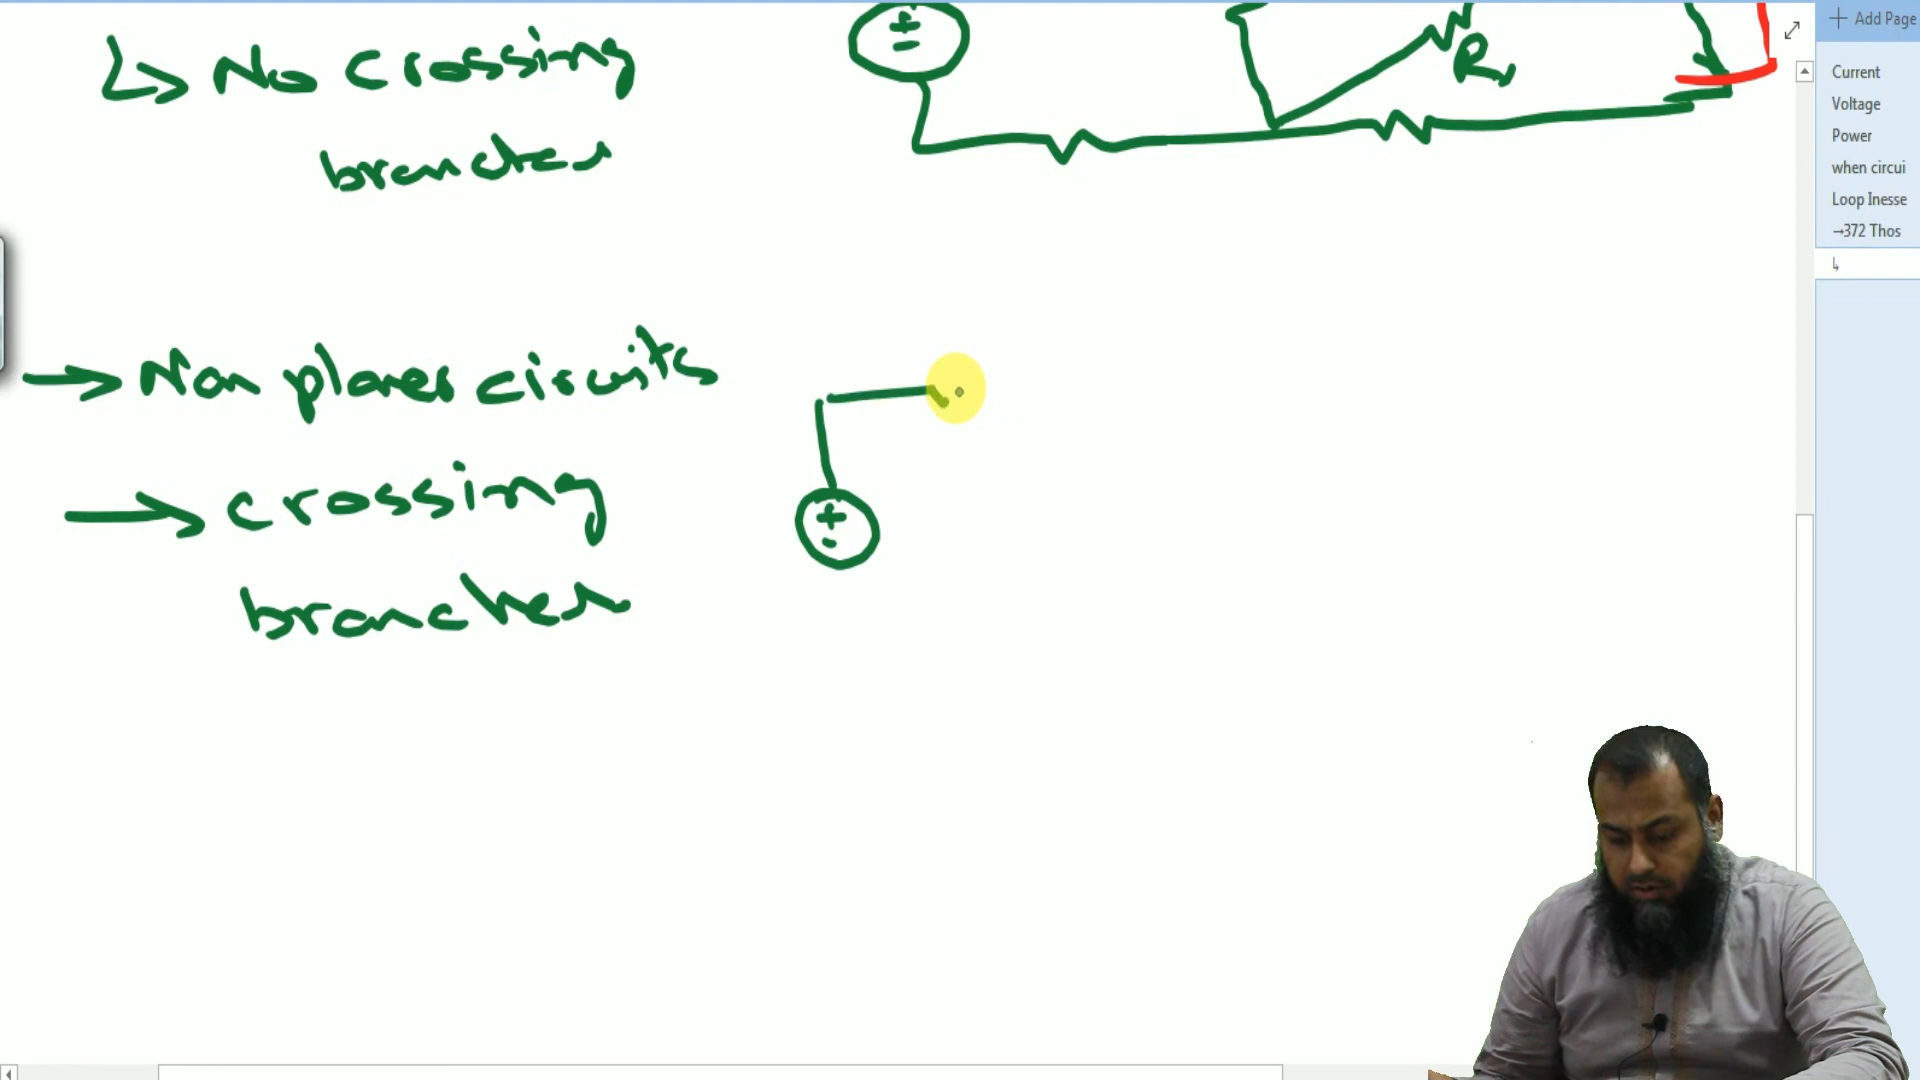 ↳ No crossing
branches
+
-
R₁
→ Non planer circuits
→ crossing
branches
+
-
Add Page
Current
Voltage
Power
when circui
Loop Inesse
→372 Thos
↳